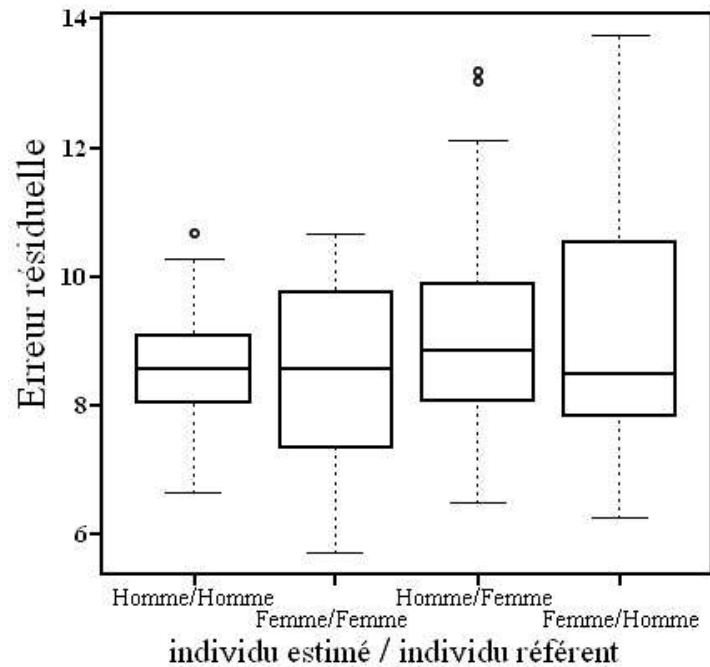 Erreur résiduelle
14
12
10
8
6
Homme/Homme
Femme/Femme
Homme/Femme
Femme/Homme
individu estimé / individu référent